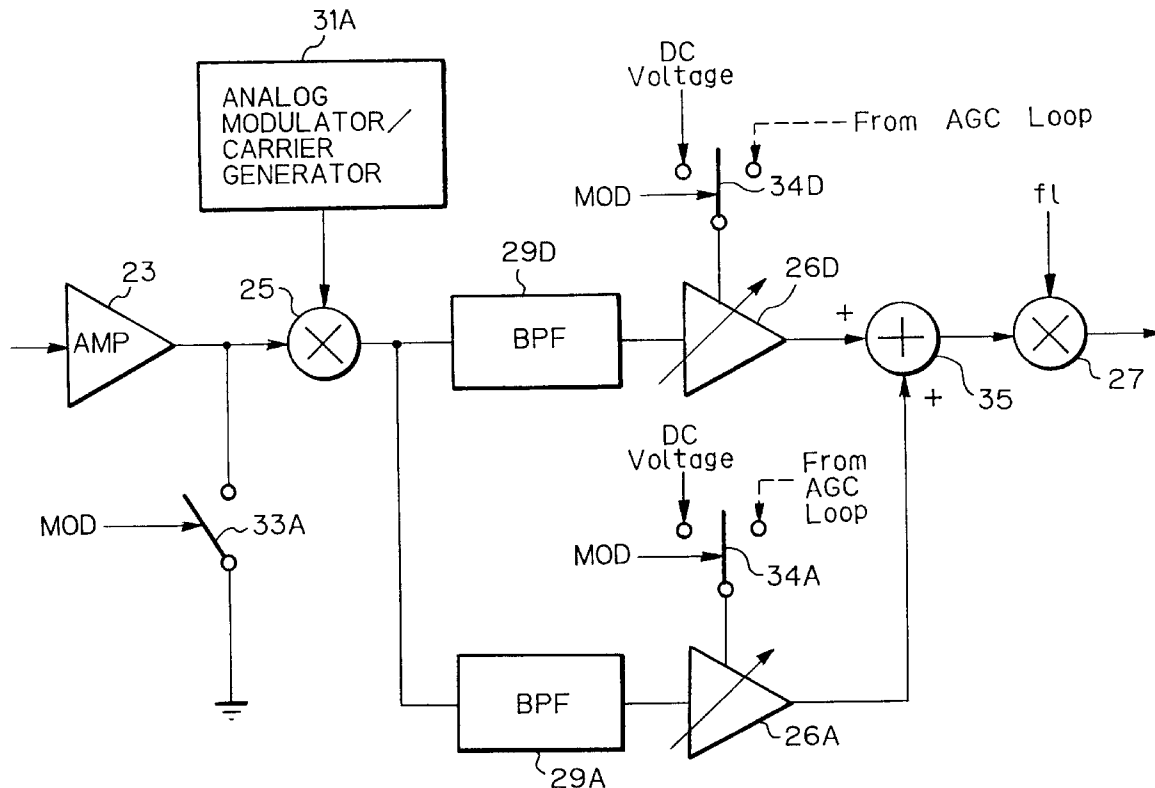 31A
ANALOG
MODULATOR/
CARRIER
GENERATOR
DC
Voltage
From AGC Loop
MOD
34D
fl
23
AMP
25
29D
BPF
26D
+
+
35
27
MOD
33A
DC
Voltage
From
AGC
Loop
MOD
34A
BPF
29A
26A